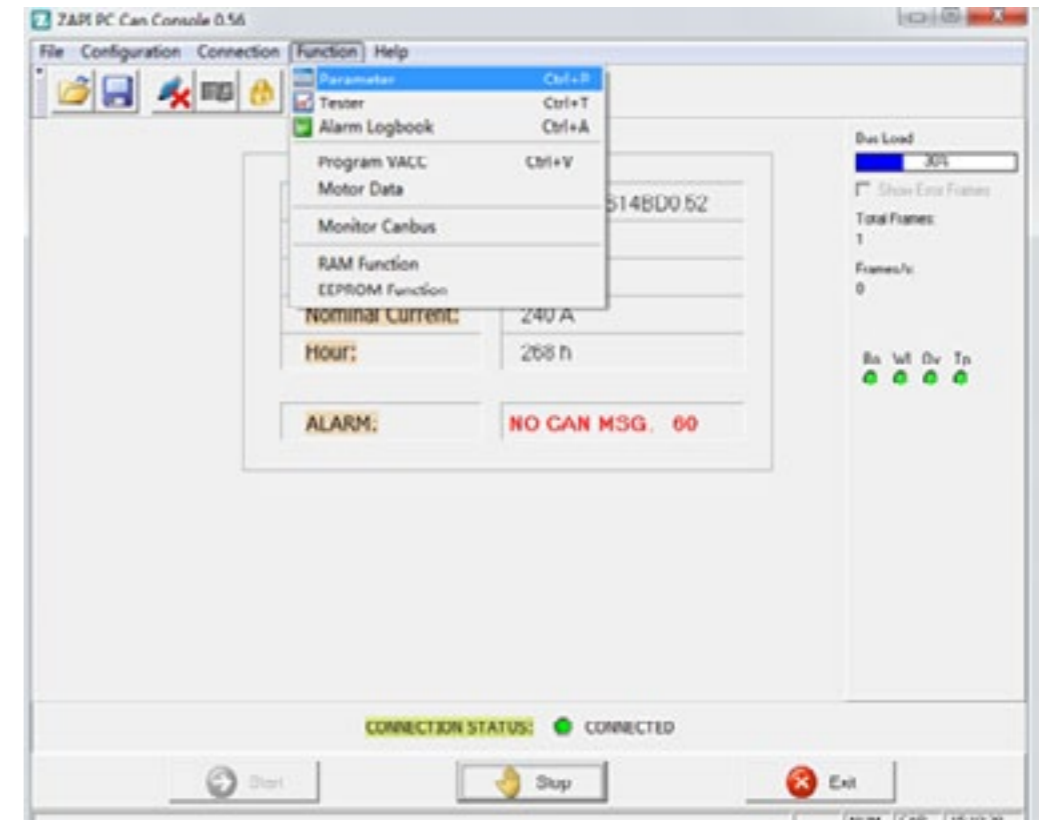 ZAPI PC Can Console 0.56
File Configuration Connection Function Help
Parameter Ctrl+P
Tester Ctrl+T
Alarm Logbook Ctrl+A
Program VACC Ctrl+V
Motor Data
Monitor Canbus
RAM Function
EEPROM Function
514BD0.52
Nominal Current: 240 A
Hour: 268 h
ALARM: NO CAN MSG. 60
Bus Load
30%
Show Error Frames
Total Frames:
1
Frames/s:
0
Wl Ov
CONNECTION STATUS: CONNECTED
Start Stop Exit
NUM